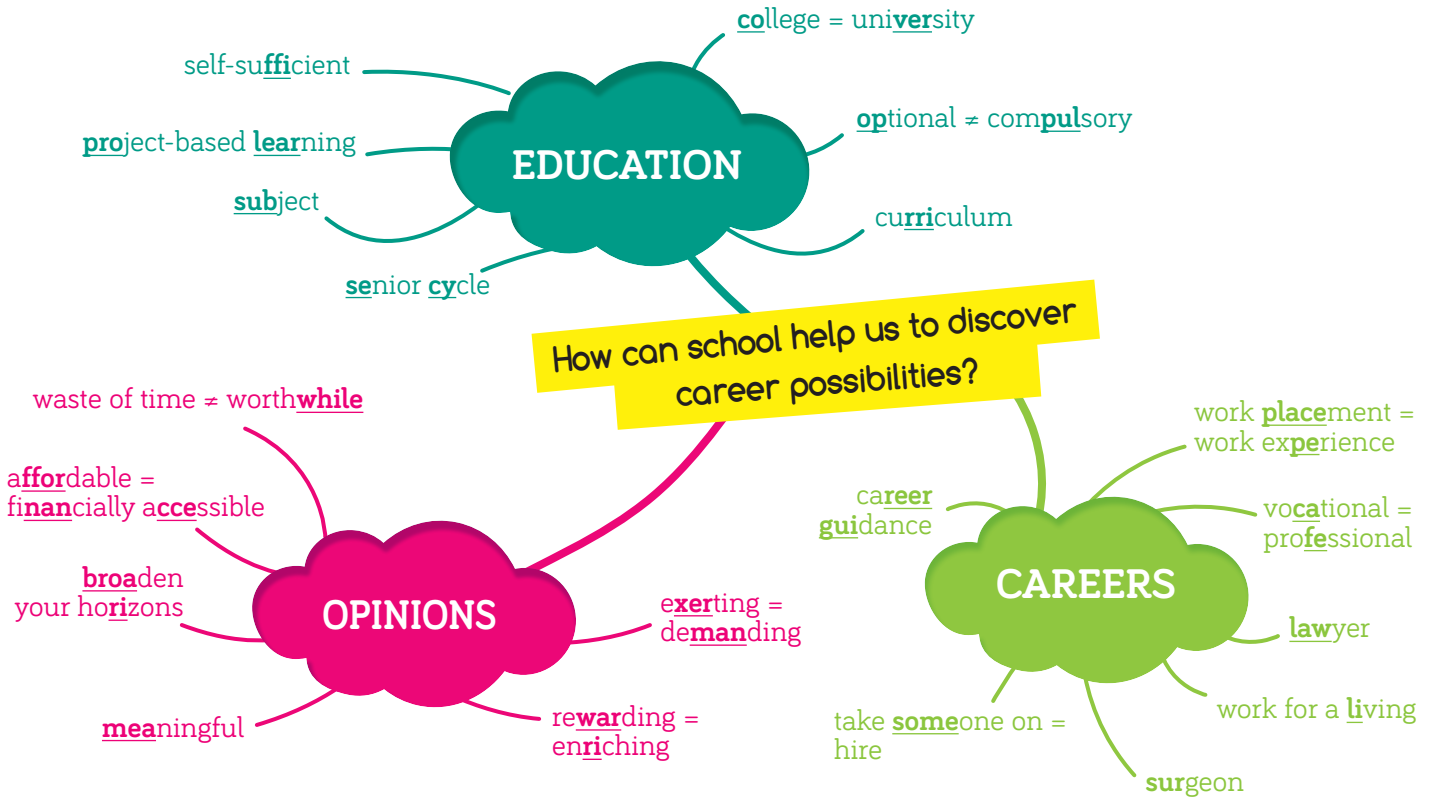 college = university
self-sufficient
optional ≠ compulsory
project-based learning
EDUCATION
subject
curriculum
senior cycle
How can school help us to discover
career possibilities?
waste of time ≠ worthwhile
affordable =
financially accessible
broaden
your horizons
OPINIONS
exerting =
demanding
meaningful
rewarding =
enriching
work placement =
work experience
career
guidance
vocational =
professional
CAREERS
lawyer
work for a living
take someone on =
hire
surgeon